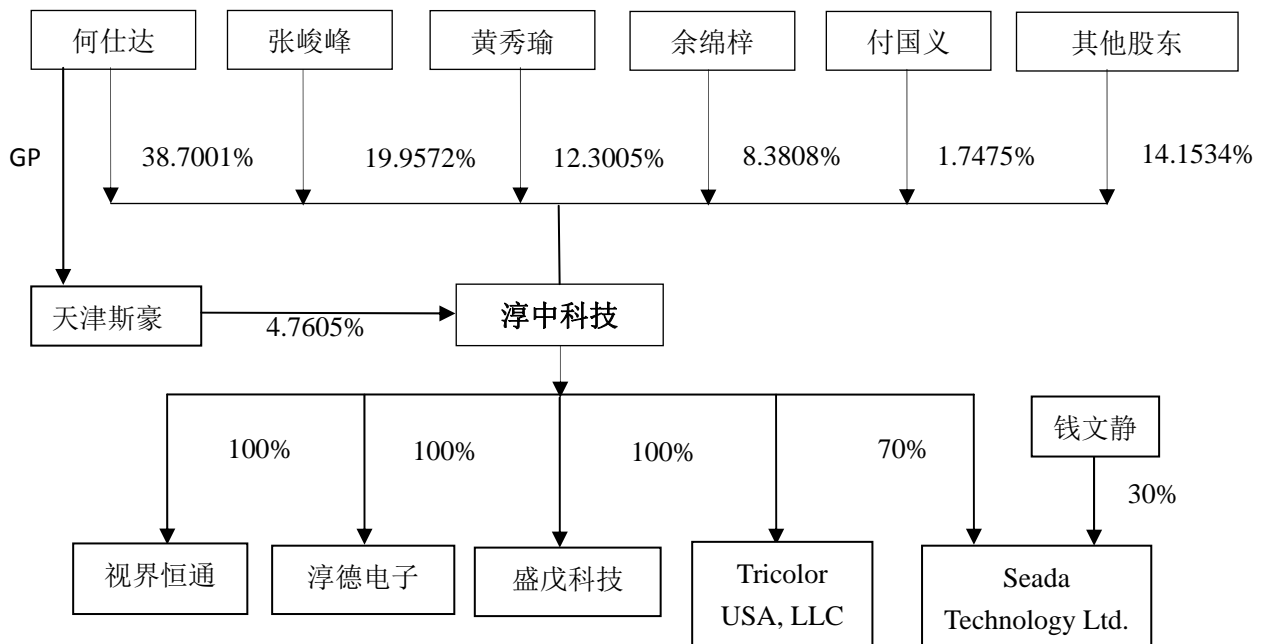 何仕达
张峻峰
黄秀瑜
余绵梓
付国义
其他股东
GP
38.7001%
19.9572%
12.3005%
8.3808%
1.7475%
14.1534%
天津斯豪
4.7605%
淳中科技
钱文静
100%
100%
100%
70%
30%
视界恒通
淳德电子
盛戊科技
Tricolor
USA, LLC
Seada
Technology Ltd.